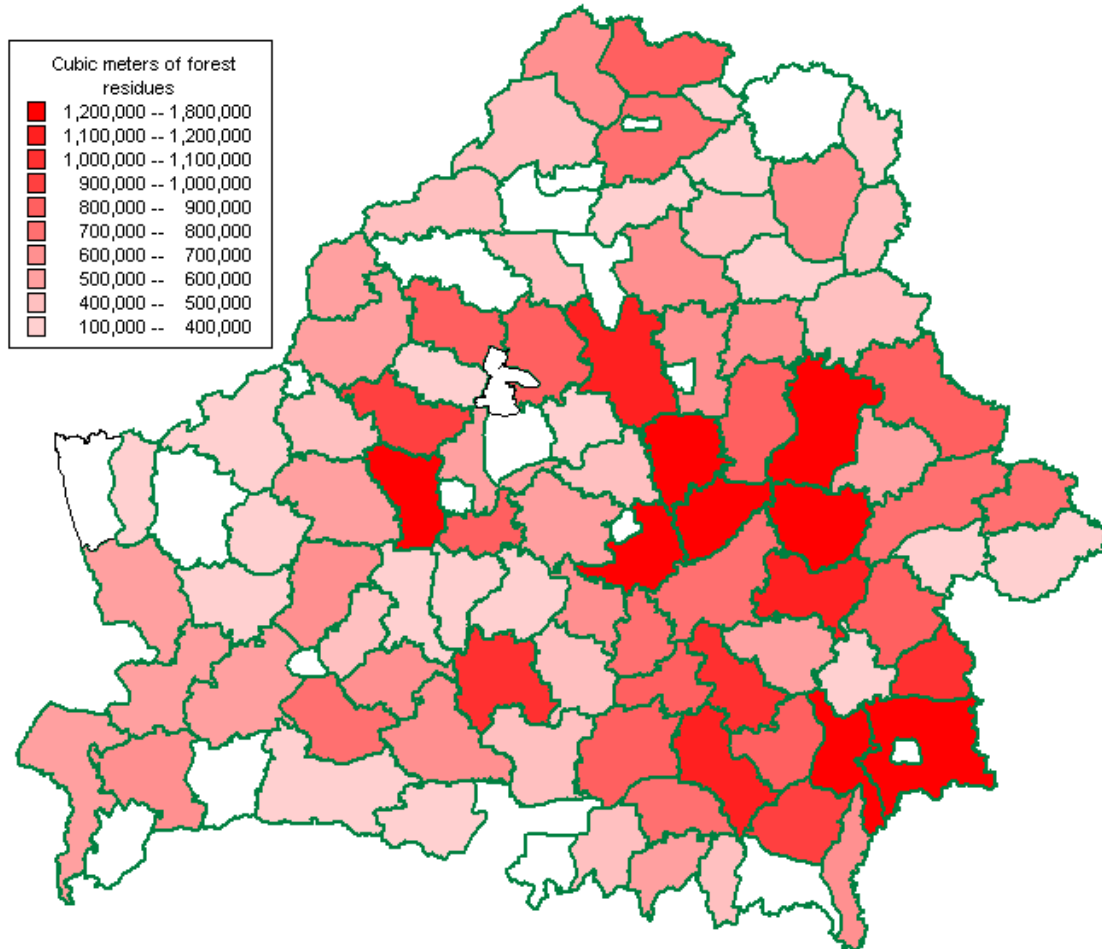 Cubic meters of forest
residues
1,200,000 -- 1,800,000
1,100,000 -- 1,200,000
1,000,000 -- 1,100,000
900,000 -- 1,000,000
800,000 -- 900,000
700,000 -- 800,000
600,000 -- 700,000
500,000 -- 600,000
400,000 -- 500,000
100,000 -- 400,000